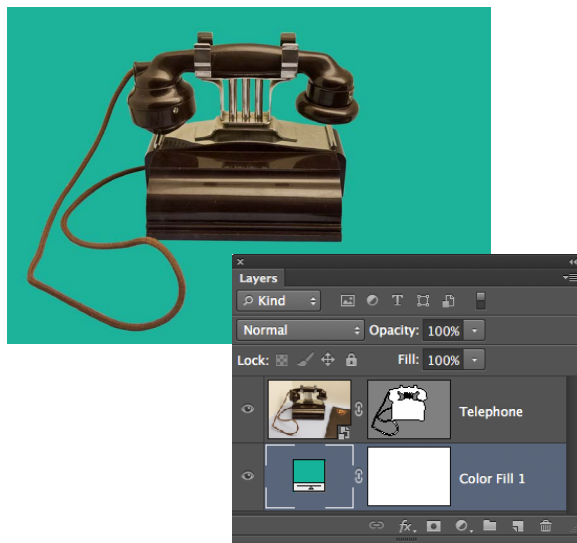 Layers
Kind
Normal Opacity: 100%
Lock: Fill: 100%
Telephone
Color Fill 1